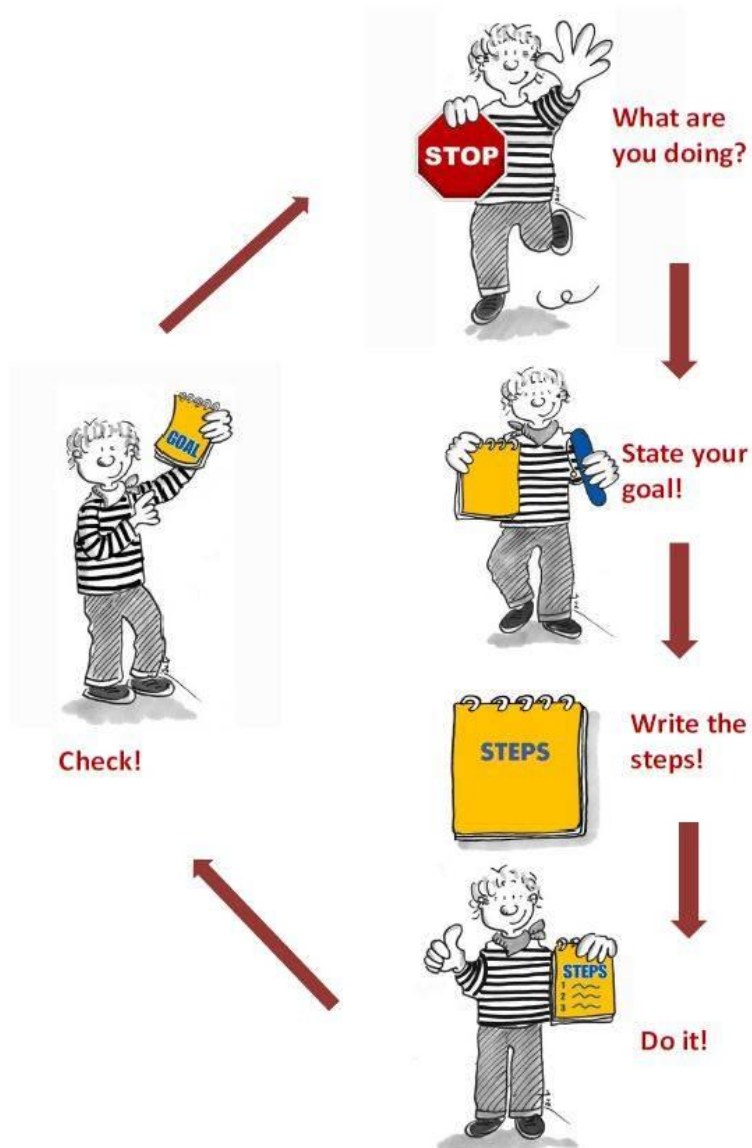 STOP
What are
you doing?
State your
goal!
STEPS
Write the
steps!
STEPS
1
2
3
Do it!
GOAL
Check!